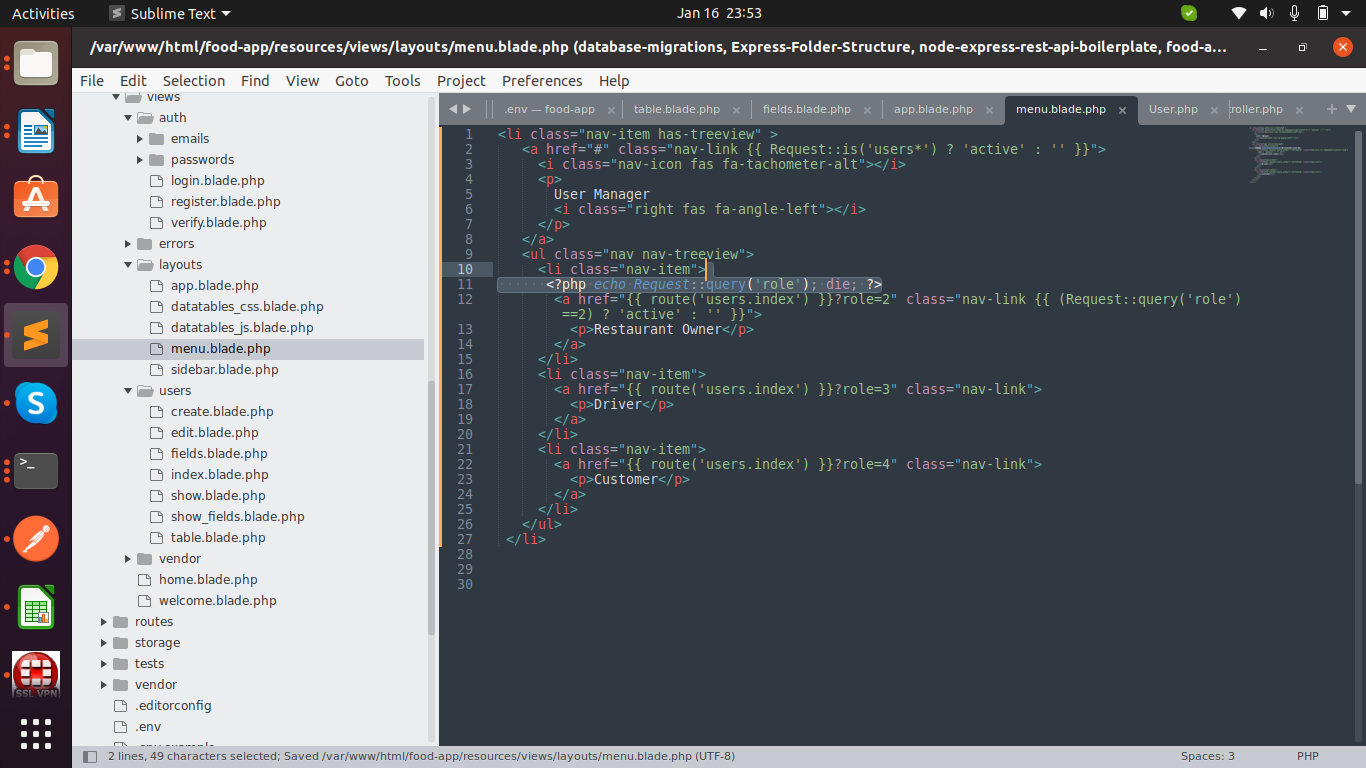 Activities
Sublime Text
Jan 16 23:53
/var/www/html/food-app/resources/views/layouts/menu.blade.php (database-migrations, Express-Folder-Structure, node-express-rest-api-boilerplate, food-a...
File Edit Selection Find View Goto Tools Project Preferences Help
views
auth
emails
passwords
login.blade.php
register.blade.php
verify.blade.php
errors
layouts
app.blade.php
datatables_css.blade.php
datatables_js.blade.php
menu.blade.php
sidebar.blade.php
users
create.blade.php
edit.blade.php
fields.blade.php
index.blade.php
show.blade.php
show_fields.blade.php
table.blade.php
vendor
home.blade.php
welcome.blade.php
routes
storage
tests
vendor
.editorconfig
.env
SSL VPN
.env — food-app table.blade.php fields.blade.php app.blade.php menu.blade.php User.php roller.php
1 <li class="nav-item has-treeview" >
2 <a href="#" class="nav-link {{ Request::is('users*') ? 'active' : '' }}">
3 <i class="nav-icon fas fa-tachometer-alt"></i>
4 <p>
5 User Manager
6 <i class="right fas fa-angle-left"></i>
7 </p>
8 </a>
9 <ul class="nav nav-treeview">
10 <li class="nav-item">
11 <?php echo Request::query('role'); die; ?>
12 <a href="{{ route('users.index') }}?role=2" class="nav-link {{ (Request::query('role')
==2) ? 'active' : '' }}">
13 <p>Restaurant Owner</p>
14 </a>
15 </li>
16 <li class="nav-item">
17 <a href="{{ route('users.index') }}?role=3" class="nav-link">
18 <p>Driver</p>
19 </a>
20 </li>
21 <li class="nav-item">
22 <a href="{{ route('users.index') }}?role=4" class="nav-link">
23 <p>Customer</p>
24 </a>
25 </li>
26 </ul>
27 </li>
28
29
30
2 lines, 49 characters selected; Saved /var/www/html/food-app/resources/views/layouts/menu.blade.php (UTF-8)
Spaces: 3
PHP